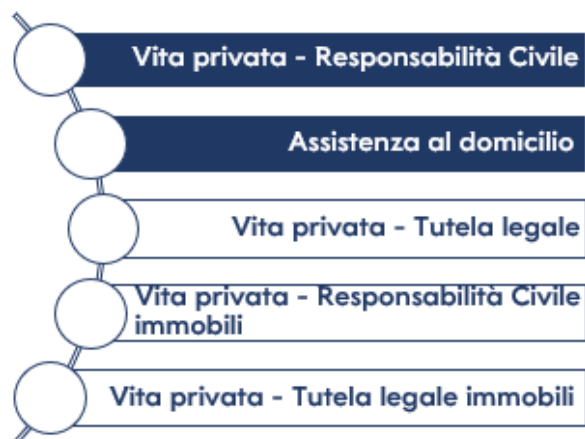 Vita privata - Responsabilità Civile
Assistenza al domicilio
Vita privata - Tutela legale
Vita privata - Responsabilità Civile
immobili
Vita privata - Tutela legale immobili